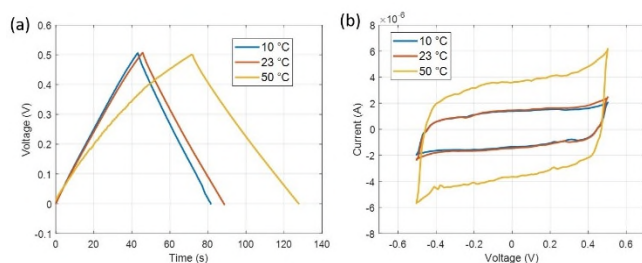 (a)
0.6
0.5
0.4
0.3
0.2
0.1
0
-0.1
Voltage (V)
0 20 40 60 80 100 120 140
Time (s)
10 °C
23 °C
50 °C
(b)
×10-6
8
6
4
2
0
-2
-4
-6
-8
Current (A)
-0.6 -0.4 -0.2 0 0.2 0.4 0.6
Voltage (V)
10 °C
23 °C
50 °C